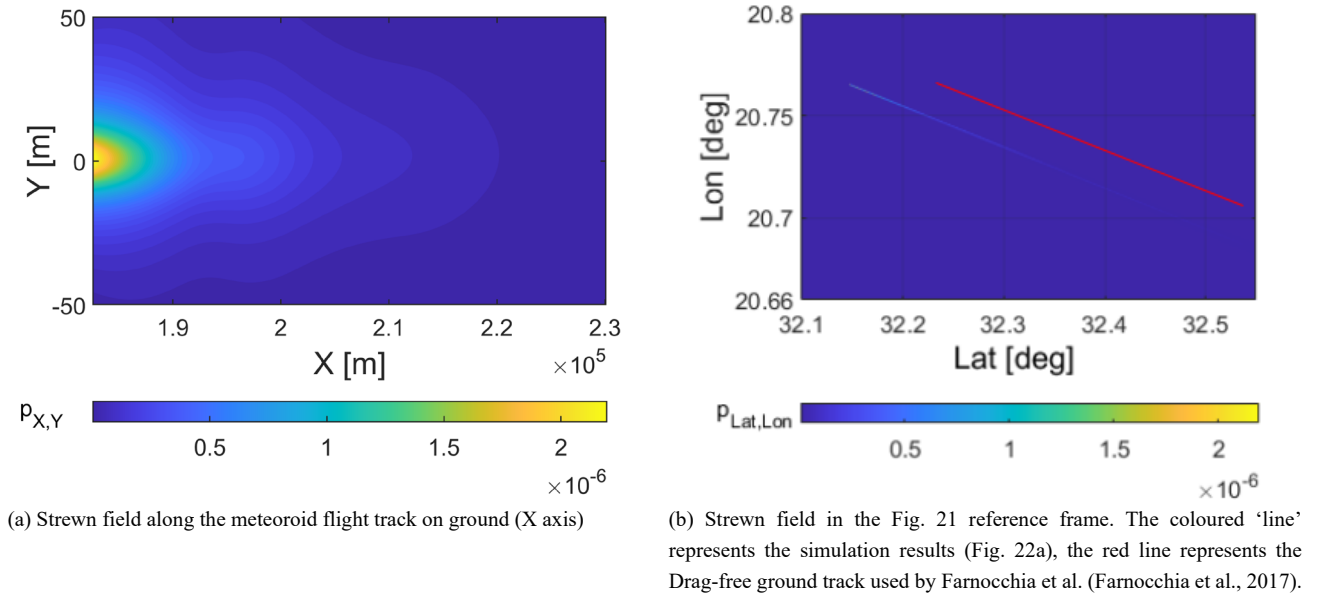 50
0
-50
Y [m]
1.9
2
2.1
2.2
2.3
X [m]
×10^5
p_X,Y
0.5
1
1.5
2
×10^-6
(a) Strewn field along the meteoroid flight track on ground (X axis)
20.8
20.75
20.7
20.66
Lon [deg]
32.1
32.2
32.3
32.4
32.5
Lat [deg]
p_Lat,Lon
0.5
1
1.5
2
×10^-6
(b) Strewn field in the Fig. 21 reference frame. The coloured ‘line’
represents the simulation results (Fig. 22a), the red line represents the
Drag-free ground track used by Farnocchia et al. (Farnocchia et al., 2017).